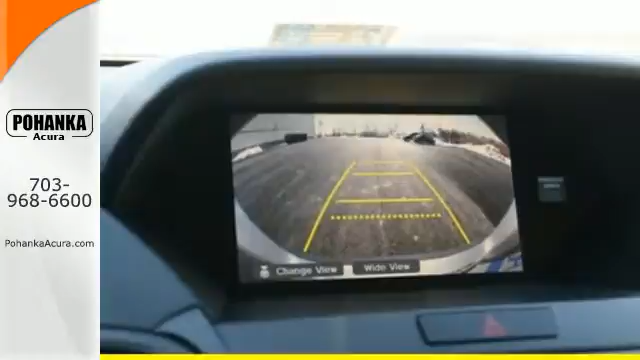 POHANKA
Acura
703-
968-6600
PohankaAcura.com
Change View
Wide View